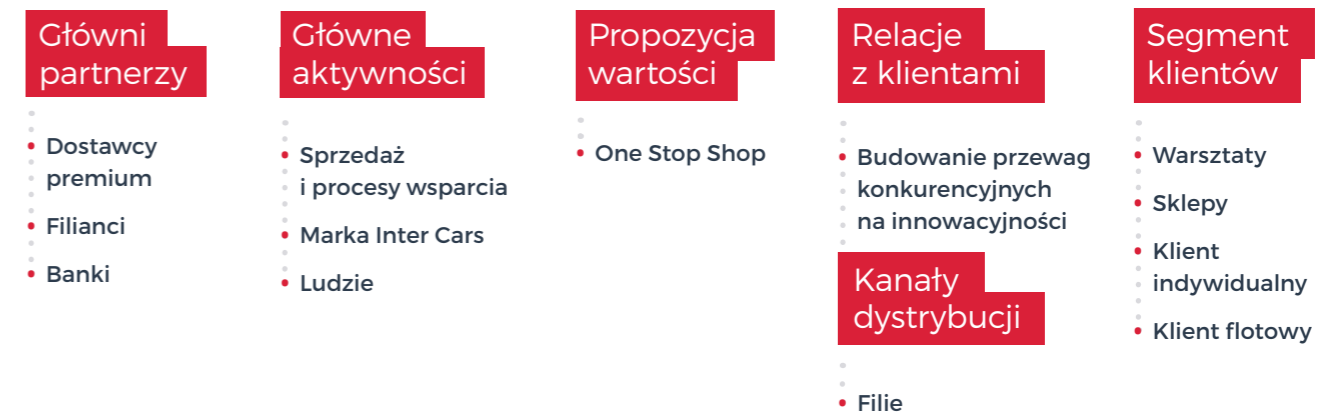 Główni
partnerzy
Dostawcy
premium
Filianci
Banki
Główne
aktywności
Sprzedaż
i procesy wsparcia
Marka Inter Cars
Ludzie
Propozycja
wartości
One Stop Shop
Relacje
z klientami
Budowanie przewag
konkurencyjnych
na innowacyjności
Kanały
dystrybucji
Filie
Segment
klientów
Warsztaty
Sklepy
Klient
indywidualny
Klient flotowy